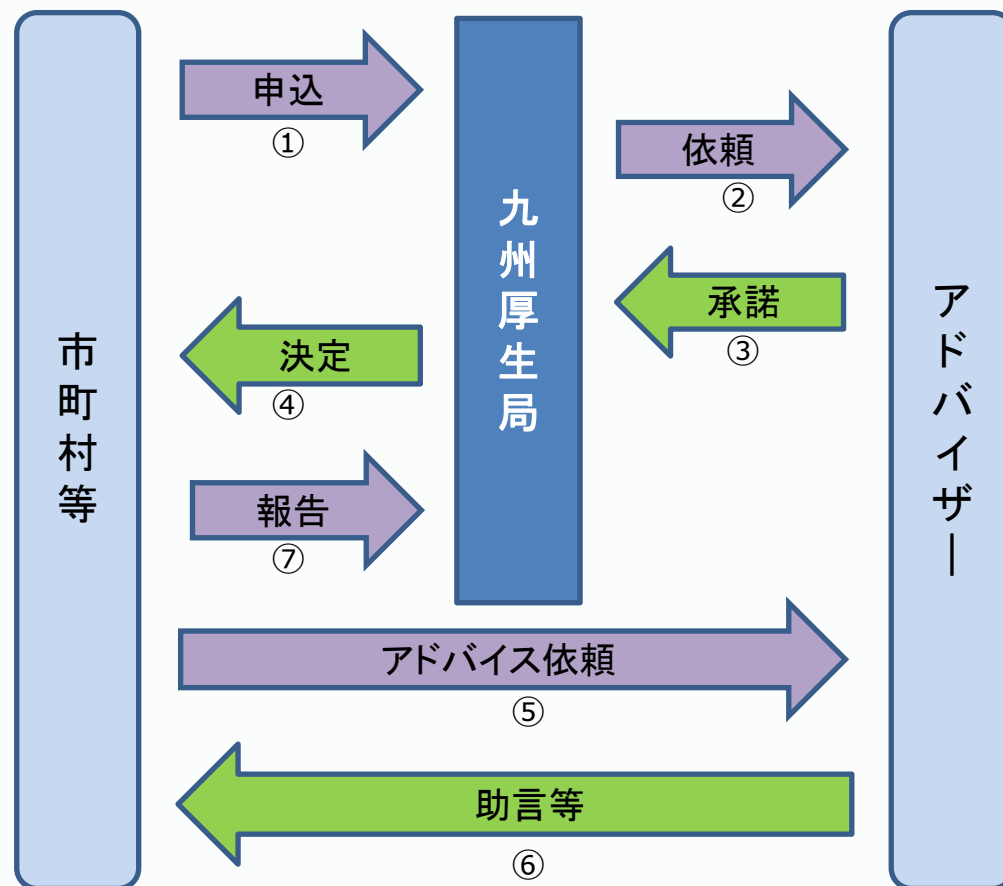 市町村等
申込
①
九州厚生局
依頼
②
承諾
③
決定
④
報告
⑦
アドバイス依頼
⑤
助言等
⑥
アドバイザー